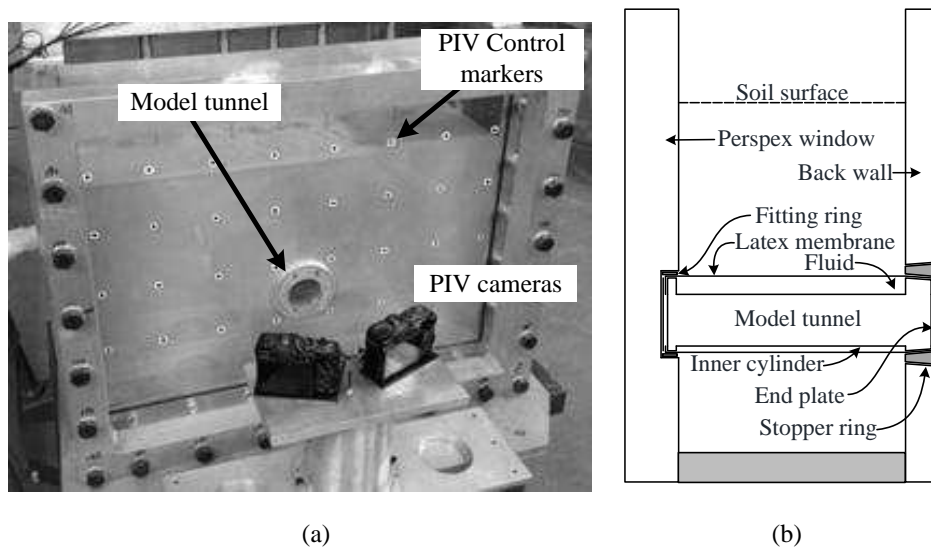 PIV Control
markers
Model tunnel
PIV cameras
(a)
Soil surface
Perspex window
Back wall
Fitting ring
Latex membrane
Fluid
Model tunnel
Inner cylinder
End plate
Stopper ring
(b)